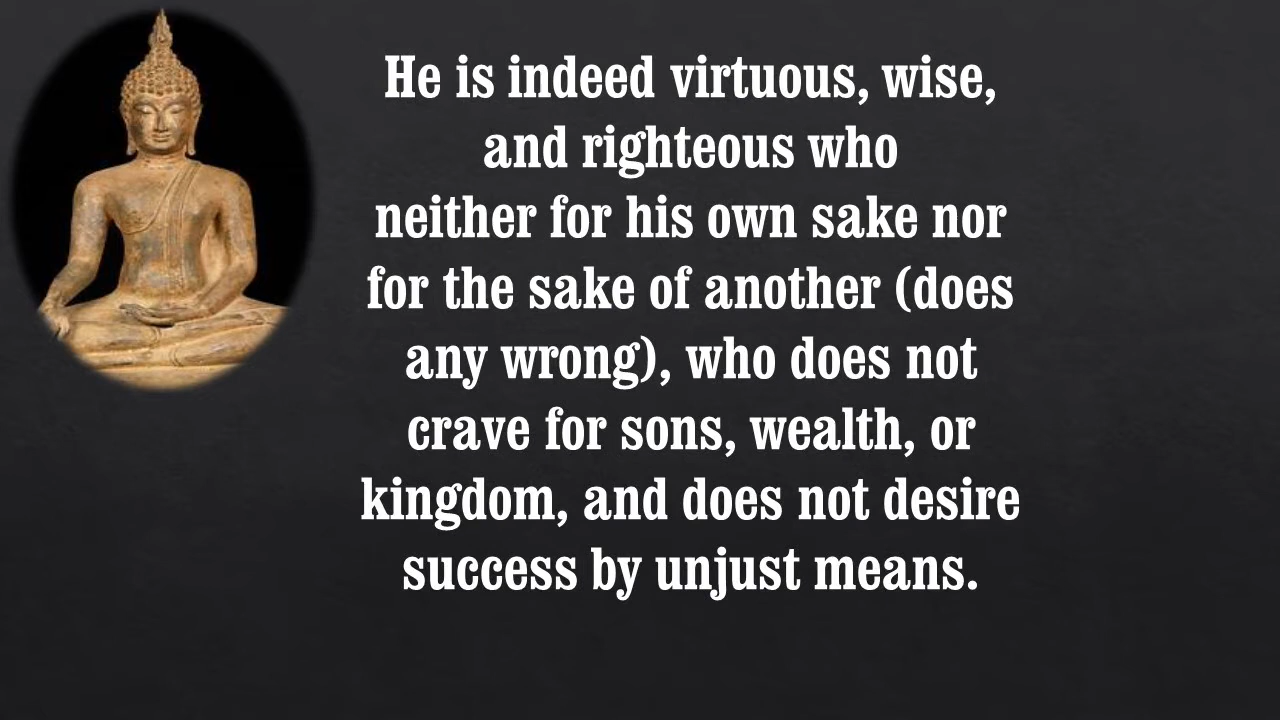 He is indeed virtuous, wise,
and righteous who
neither for his own sake nor
for the sake of another (does
any wrong), who does not
crave for sons, wealth, or
kingdom, and does not desire
success by unjust means.